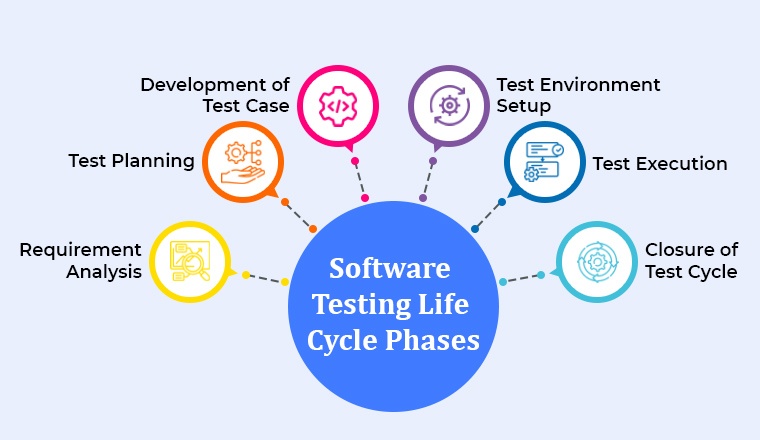 Development of
Test Case
Test Environment
Setup
Test Planning
Test Execution
Requirement
Analysis
Closure of
Test Cycle
Software
Testing Life
Cycle Phases